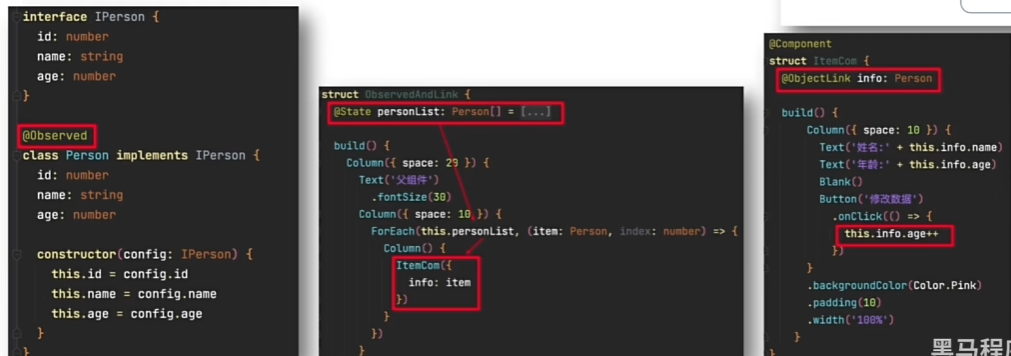 interface IPerson {
id: number
name: string
age: number
}
@Observed
class Person implements IPerson {
id: number
name: string
age: number
constructor(config: IPerson) {
this.id = config.id
this.name = config.name
this.age = config.age
}
}
struct ObservedAndLink {
@State personList: Person[] = [...]
build() {
Column({ space: 20 }) {
Text('父组件')
.fontSize(30)
Column({ space: 10 }) {
ForEach(this.personList, (item: Person, index: number) => {
Column() {
ItemCom({
info: item
})
}
})
}
@Component
struct ItemCom {
@ObjectLink info: Person
build() {
Column({ space: 10 }) {
Text('姓名:' + this.info.name)
Text('年龄:' + this.info.age)
Blank()
Button('修改数据')
.onClick(() => {
this.info.age++
})
}
.backgroundColor(Color.Pink)
.padding(10)
.width('100%')
}
}
黑马程